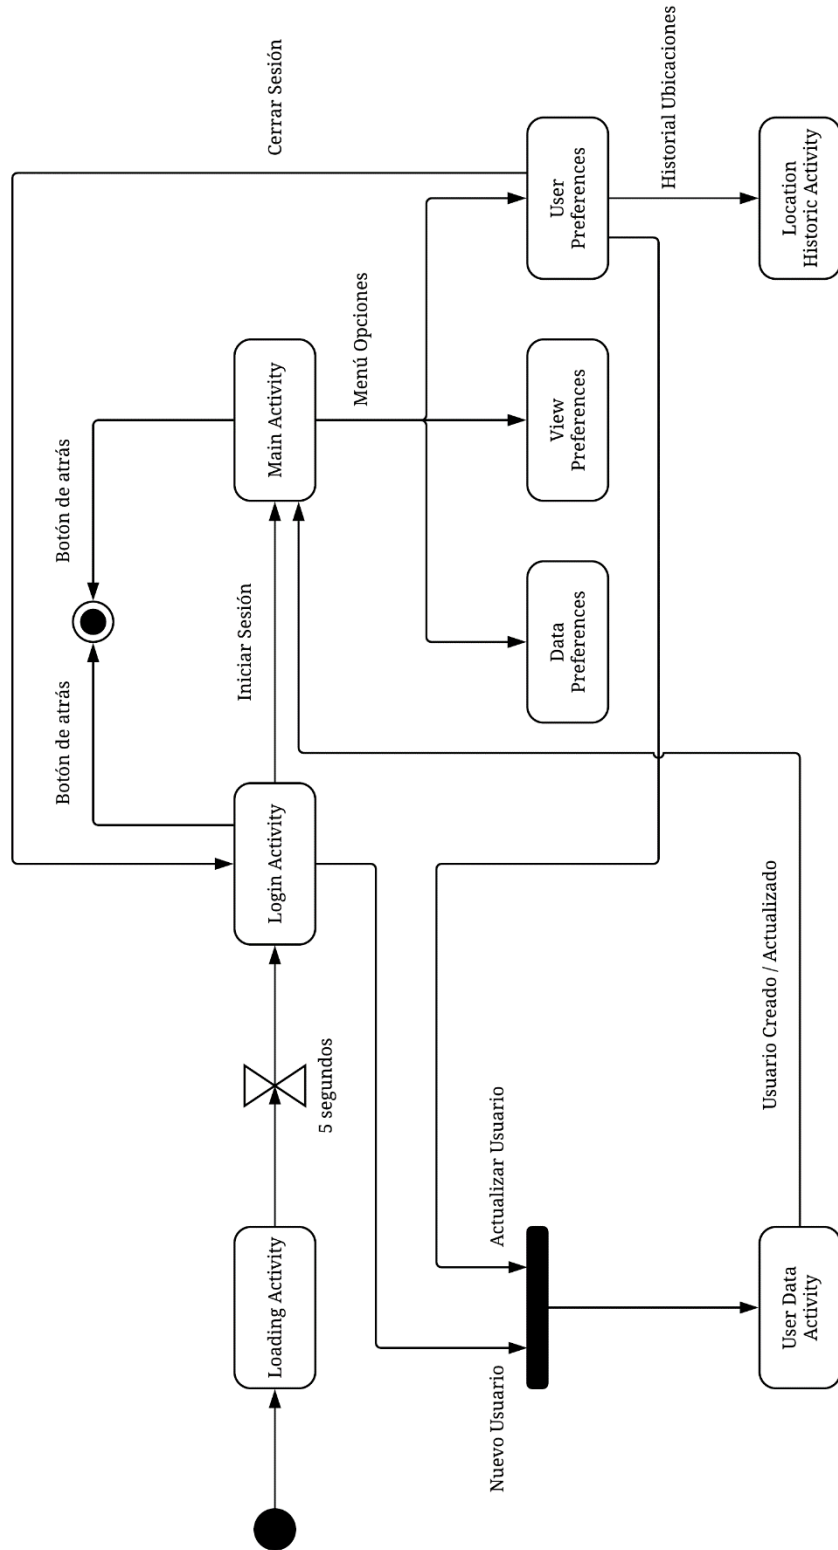 Botón de atrás
Botón de atrás
Iniciar Sesión
Cerrar Sesión
Loading Activity
Login Activity
Main Activity
5 segundos
Menú Opciones
Nuevo Usuario
Actualizar Usuario
Data
Preferences
View
Preferences
User
Preferences
Historial Ubicaciones
Usuario Creado / Actualizado
User Data
Activity
Location
Historic Activity